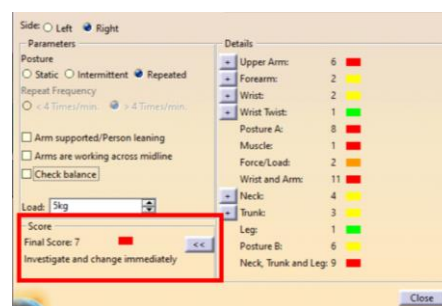 Side: Left Right
Parameters
Posture
Static Intermittent Repeated
Repeat Frequency
< 4 Times/min. > 4 Times/min.
Arm supported/Person leaning
Arms are working across midline
Check balance
Load: 5kg
Score
Final Score: 7 <<
Investigate and change immediately
Details
+ Upper Arm: 6
+ Forearm: 2
+ Wrist: 2
+ Wrist Twist: 1
Posture A: 8
Muscle: 1
Force/Load: 2
Wrist and Arm: 11
+ Neck: 4
+ Trunk: 3
Leg: 1
Posture B: 6
Neck, Trunk and Leg: 9
Close